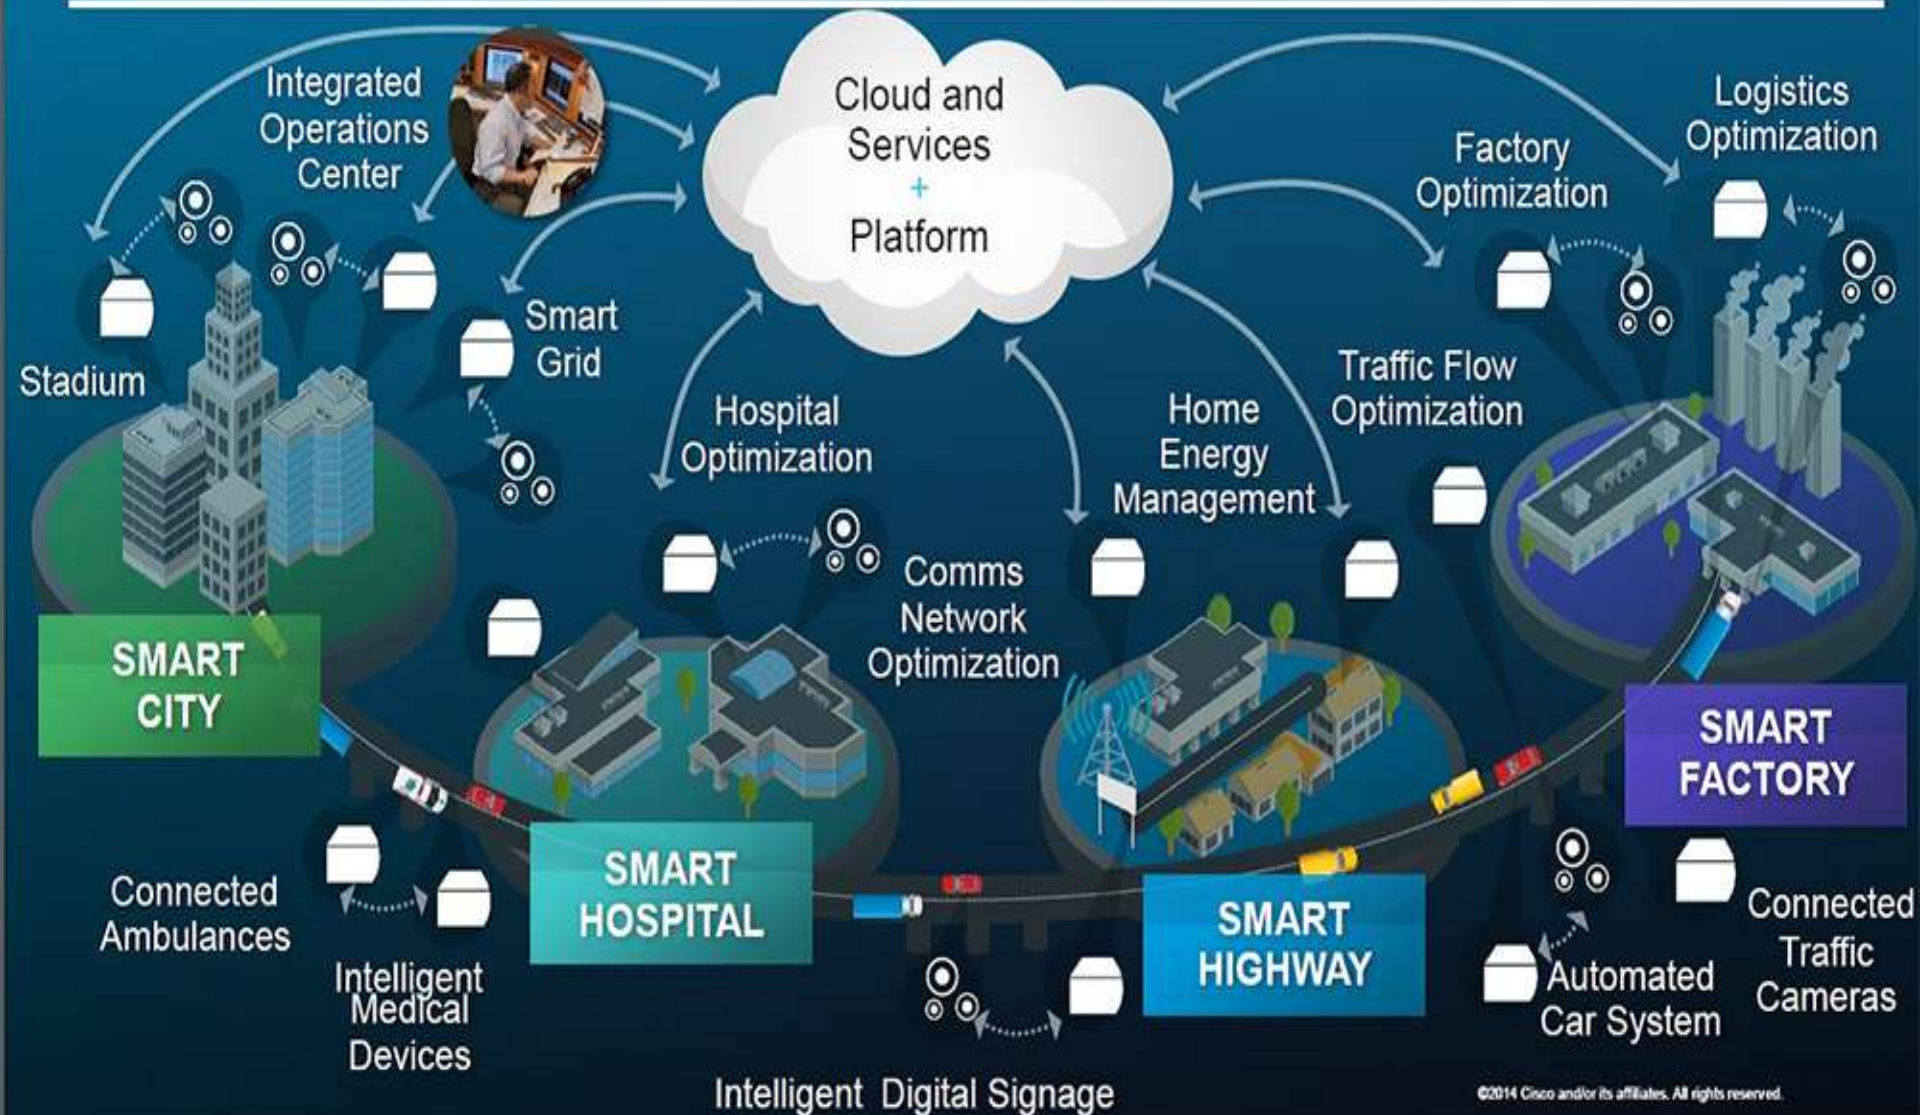 Integrated
Operations
Center
Cloud and
Services
+
Platform
Logistics
Optimization
Factory
Optimization
Stadium
Smart
Grid
Hospital
Optimization
Home
Energy
Management
Traffic Flow
Optimization
Comms
Network
Optimization
SMART
CITY
SMART
HOSPITAL
SMART
HIGHWAY
SMART
FACTORY
Connected
Ambulances
Intelligent
Medical
Devices
Intelligent Digital Signage
Automated
Car System
Connected
Traffic
Cameras
©2014 Cisco and/or its affiliates. All rights reserved.